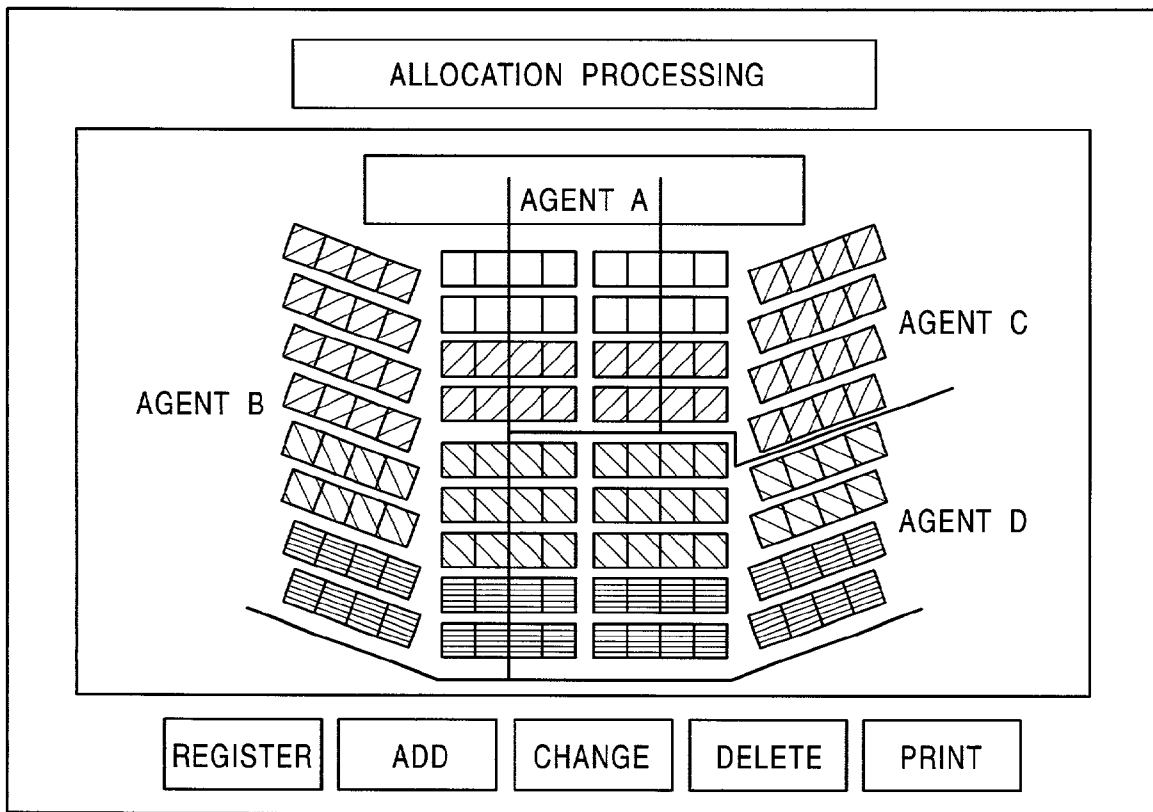 ALLOCATION PROCESSING
AGENT A
AGENT C
AGENT B
AGENT D
REGISTER
ADD
CHANGE
DELETE
PRINT